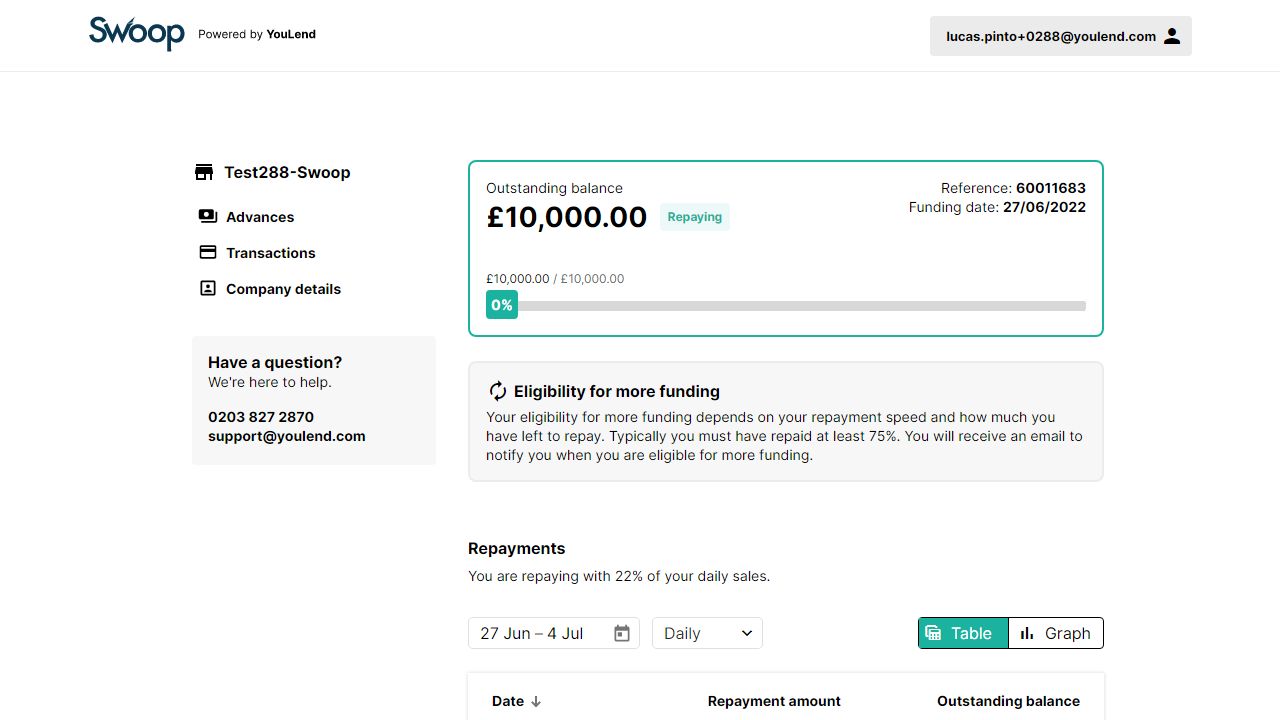 Swoop Powered by YouLend
lucas.pinto+0288@youlend.com
Test288-Swoop
Advances
Transactions
Company details
Have a question?
We're here to help.
0203 827 2870
support@youlend.com
Outstanding balance
£10,000.00 Repaying
Reference: 60011683
Funding date: 27/06/2022
£10,000.00 / £10,000.00
0%
Eligibility for more funding
Your eligibility for more funding depends on your repayment speed and how much you
have left to repay. Typically you must have repaid at least 75%. You will receive an email to
notify you when you are eligible for more funding.
Repayments
You are repaying with 22% of your daily sales.
27 Jun – 4 Jul Daily Table Graph
Date Repayment amount Outstanding balance